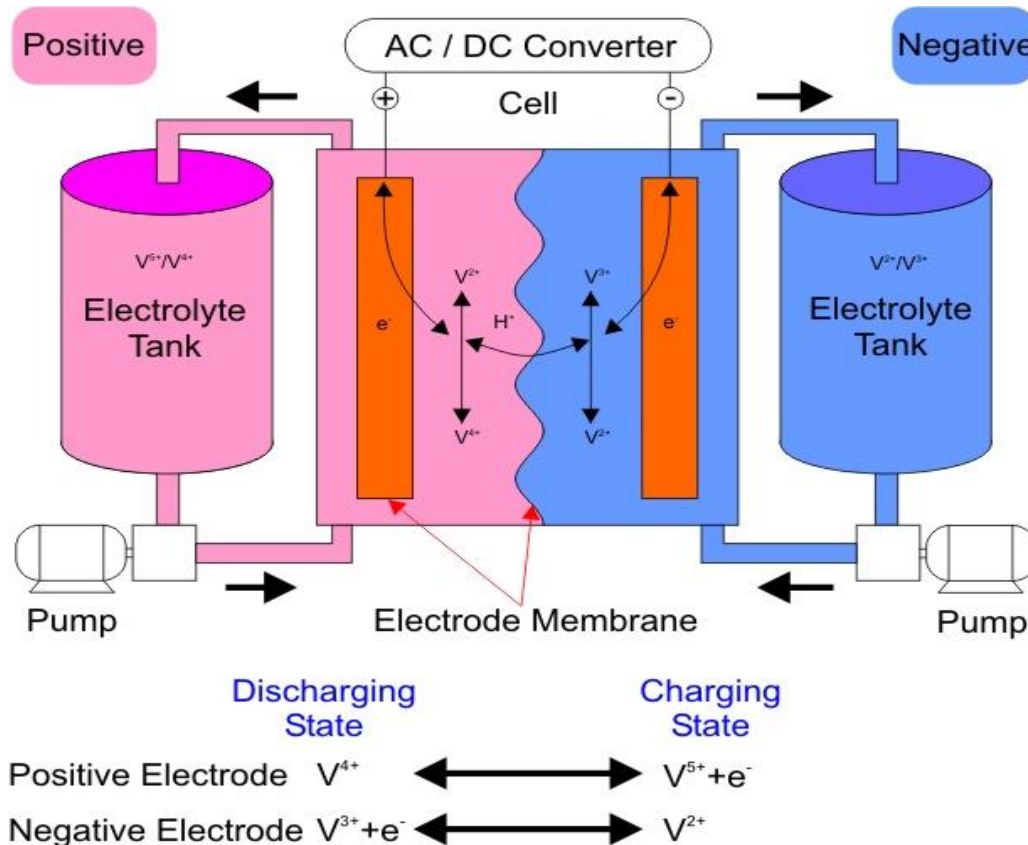 Positive
AC / DC Converter
Negative
+
Cell
-
V⁵⁺/V⁴⁺
Electrolyte
Tank
V²⁺
H⁺
e⁻
V⁴⁺
V³⁺
e⁻
V²⁺
V²⁺/V³⁺
Electrolyte
Tank
Pump
Electrode Membrane
Pump
Discharging
State
Charging
State
Positive Electrode V⁴⁺ V⁵⁺+e⁻
Negative Electrode V³⁺+e⁻ V²⁺